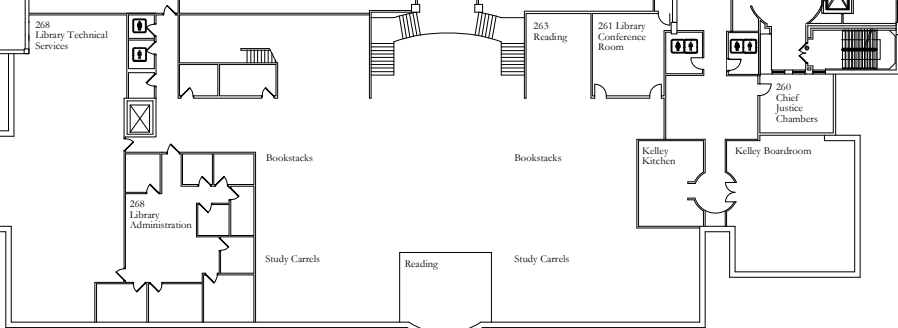 268
Library Technical
Services
263
Reading
261 Library
Conference
Room
260
Chief
Justice
Chambers
Bookstacks
Bookstacks
Kelley
Kitchen
Kelley Boardroom
268
Library
Administration
Study Carrels
Reading
Study Carrels